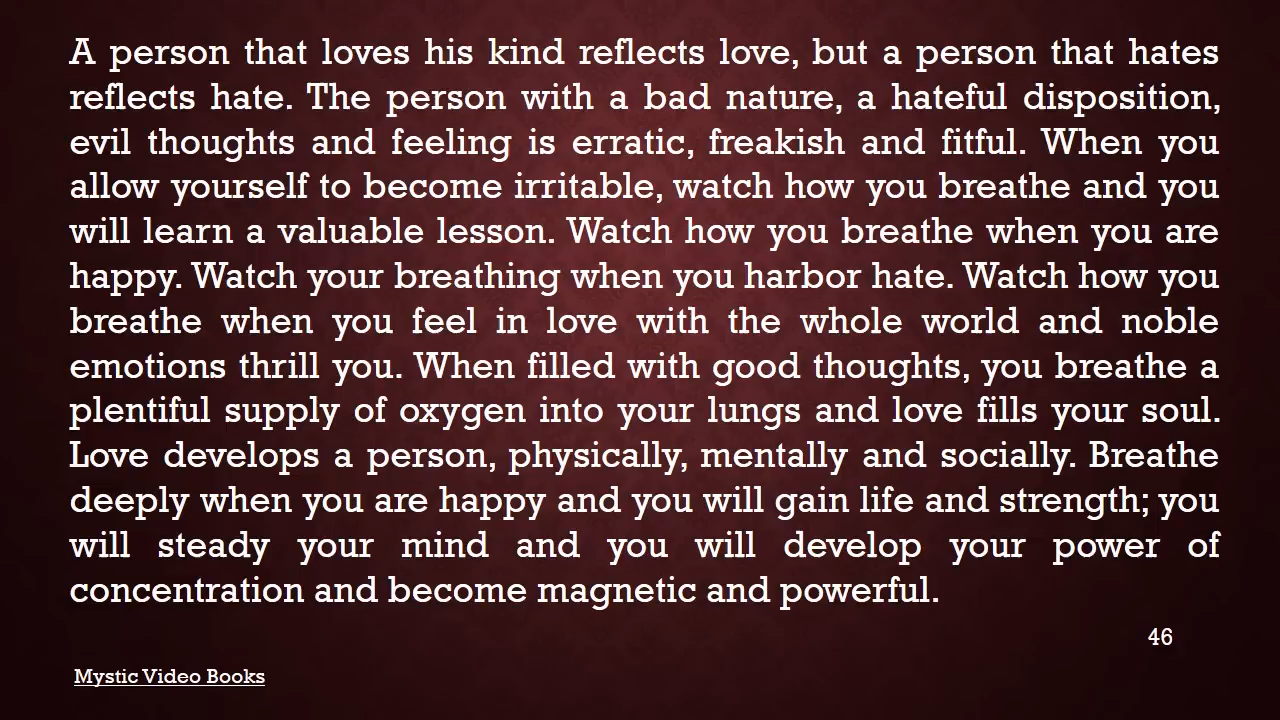 A person that loves his kind reflects love, but a person that hates
reflects hate. The person with a bad nature, a hateful disposition,
evil thoughts and feeling is erratic, freakish and fitful. When you
allow yourself to become irritable, watch how you breathe and you
will learn a valuable lesson. Watch how you breathe when you are
happy. Watch your breathing when you harbor hate. Watch how you
breathe when you feel in love with the whole world and noble
emotions thrill you. When filled with good thoughts, you breathe a
plentiful supply of oxygen into your lungs and love fills your soul.
Love develops a person, physically, mentally and socially. Breathe
deeply when you are happy and you will gain life and strength; you
will steady your mind and you will develop your power of
concentration and become magnetic and powerful.
46
Mystic Video Books